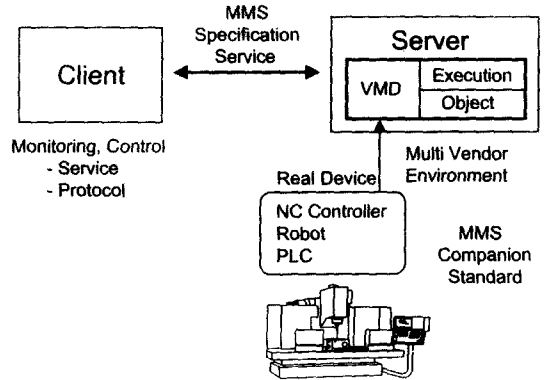 MMS
Specification
Service
Client
Server
VMD
Execution
Object
Monitoring, Control
- Service
- Protocol
Multi Vendor
Environment
Real Device
NC Controller
Robot
PLC
MMS
Companion
Standard